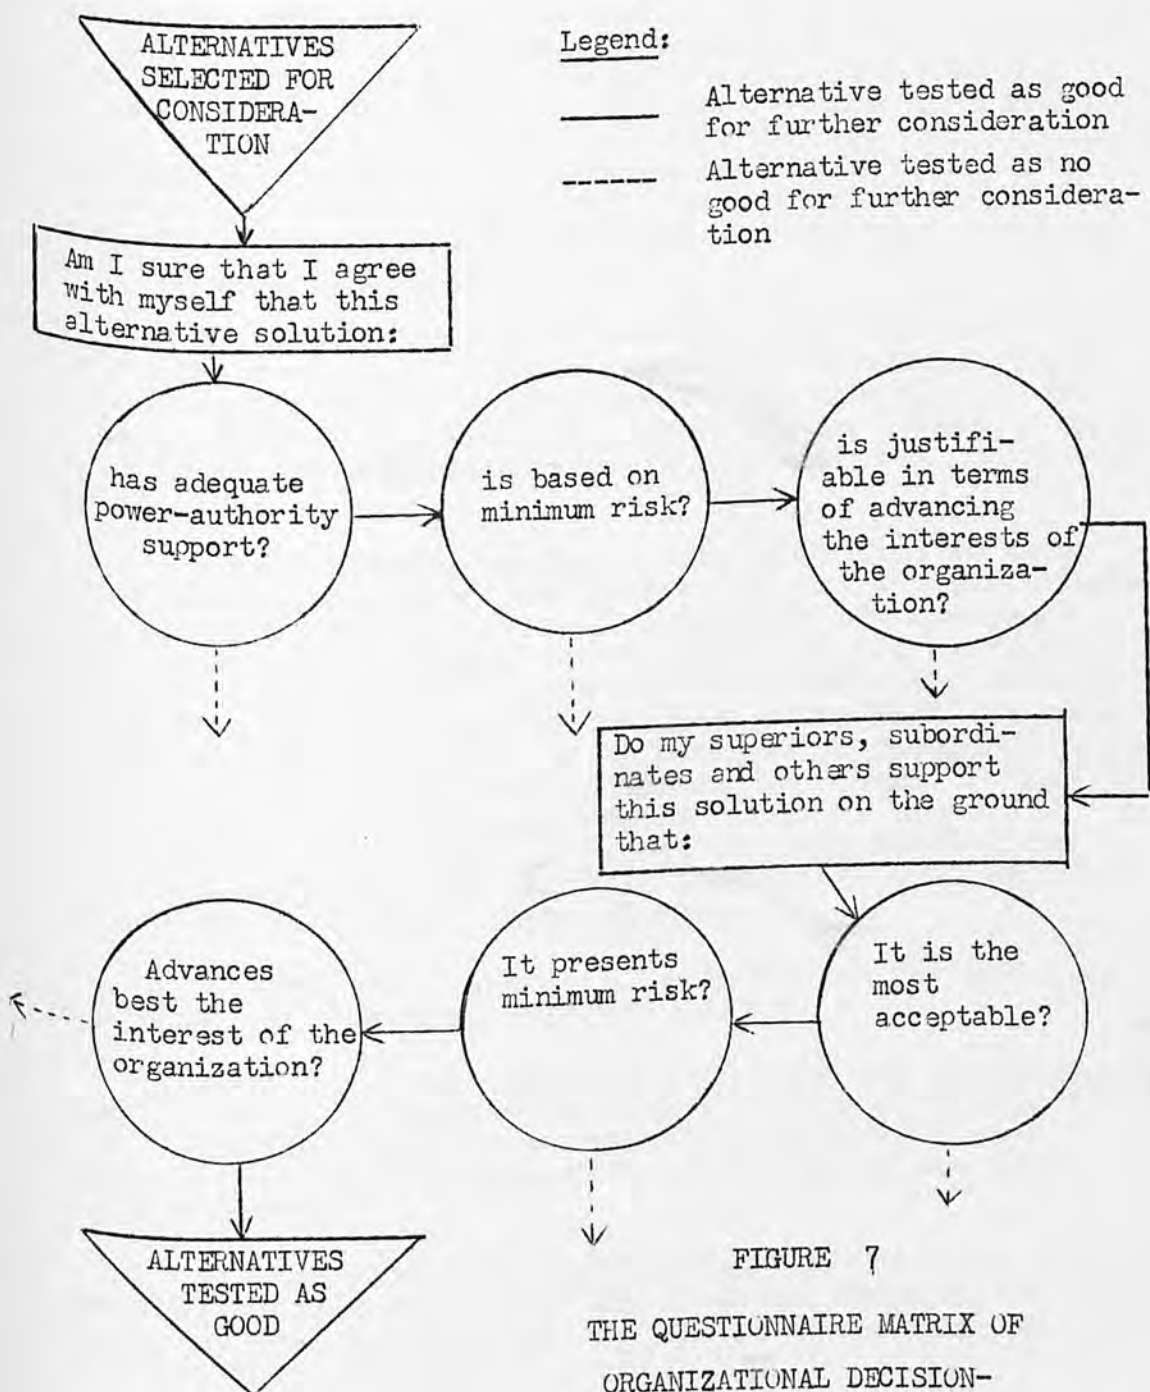 ALTERNATIVES
SELECTED FOR
CONSIDERA-
TION
Legend:
Alternative tested as good
for further consideration
Alternative tested as no
good for further considera-
tion
Am I sure that I agree
with myself that this
alternative solution:
has adequate
power-authority
support?
is based on
minimum risk?
is justifi-
able in terms
of advancing
the interests of
the organiza-
tion?
Do my superiors, subordi-
nates and others support
this solution on the ground
that:
It is the
most
acceptable?
It presents
minimum risk?
Advances
best the
interest of the
organization?
ALTERNATIVES
TESTED AS
GOOD
FIGURE 7
THE QUESTIONNAIRE MATRIX OF
ORGANIZATIONAL DECISION-